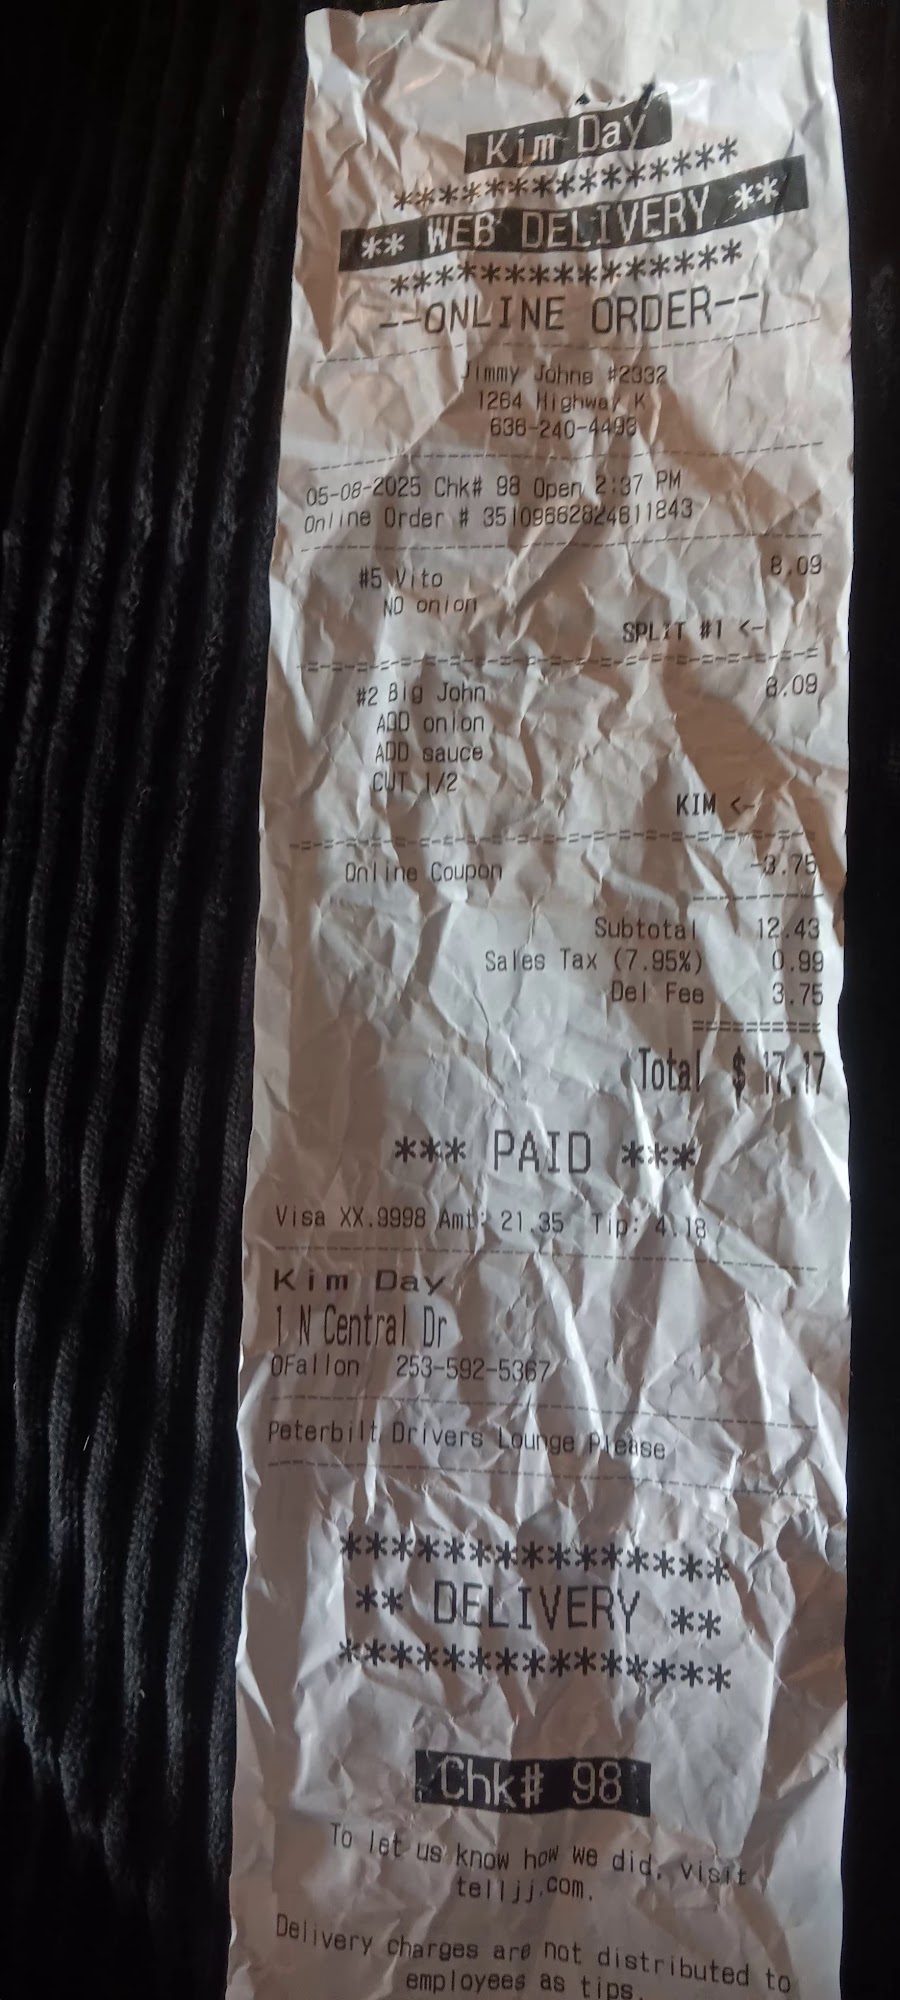 Kim Day
***************
** WEB DELIVERY **
***************
--ONLINE ORDER--
Jimmy Johns #2332
1264 Highway K
636-240-4498
05-08-2025 Chk# 98 Open 2:37 PM
Online Order # 35109662824611843
#5 Vito 8.09
NO onion
SPLIT #1 <-
#2 Big John 8.09
ADD onion
ADD sauce
CUT 1/2
KIM <-
Online Coupon -3.75
Subtotal 12.43
Sales Tax (7.95%) 0.99
Del Fee 3.75
Total $ 17.17
*** PAID ***
Visa XX.9998 Amt: 21.35 Tip: 4.18
Kim Day
1 N Central Dr
OFallon 253-592-5367
Peterbilt Drivers Lounge Please
***************
** DELIVERY **
***************
Chk# 98
To let us know how we did, visit
telljj.com.
Delivery charges are not distributed to
employees as tips.